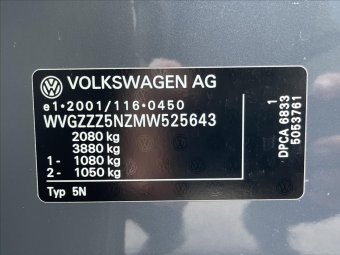 VOLKSWAGEN AG
e1•2001/116•0450
WVGZZZ5NZMW525643
2080 kg
3880 kg
1- 1080 kg
2- 1050 kg
Typ 5N
1
DPCA 6833
5053761